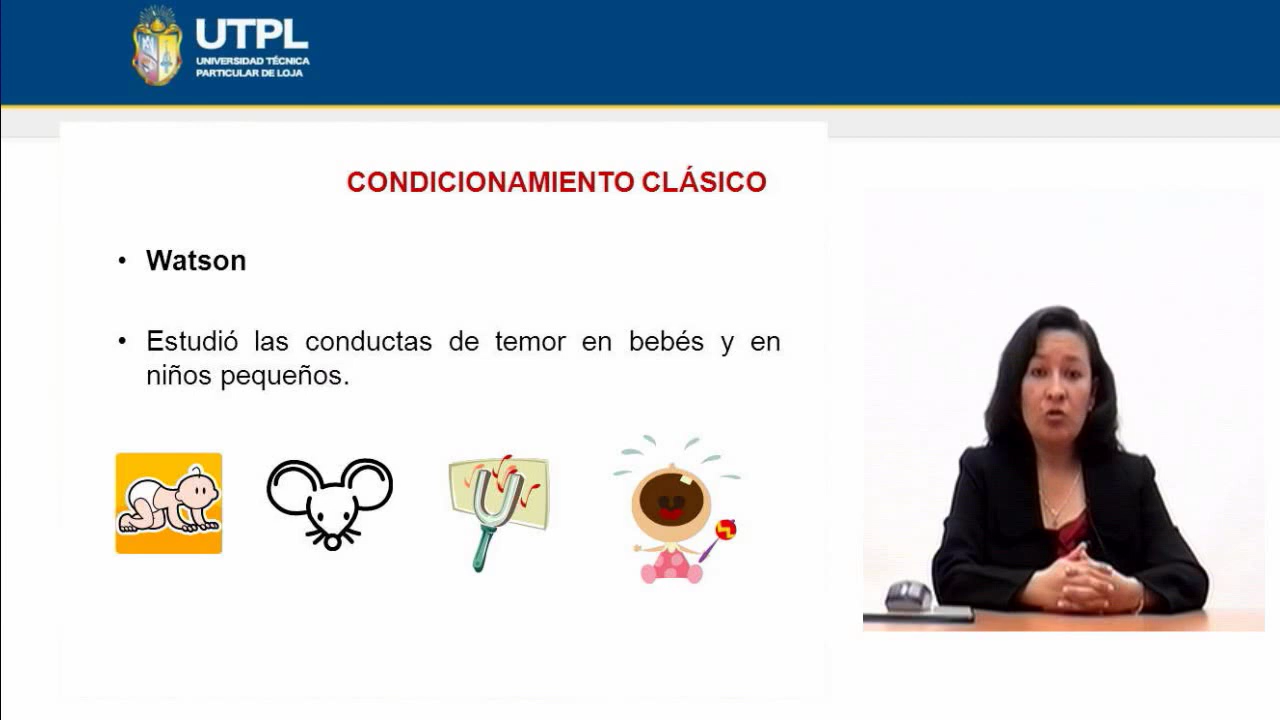 UTPL
UNIVERSIDAD TÉCNICA
PARTICULAR DE LOJA
CONDICIONAMIENTO CLÁSICO
• Watson
• Estudió las conductas de temor en bebés y en
niños pequeños.